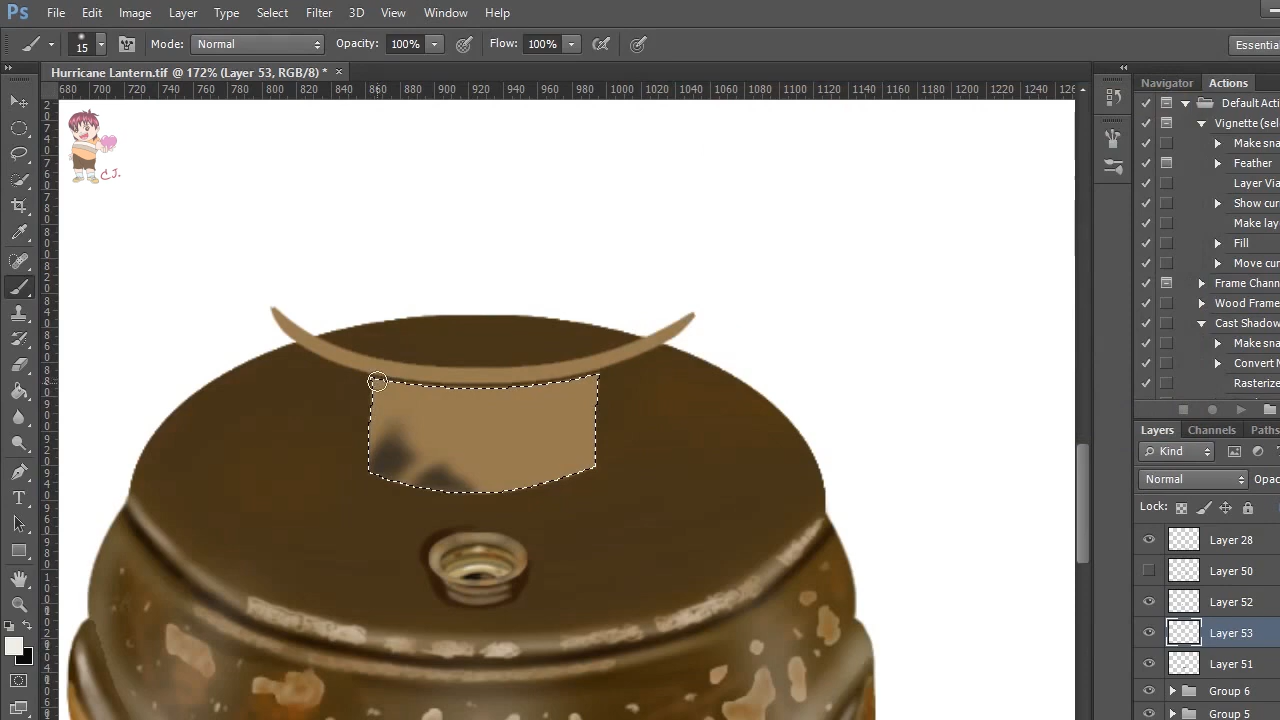 Ps File Edit Image Layer Type Select Filter 3D View Window Help
15 Mode: Normal Opacity: 100% Flow: 100% Essentia
Hurricane Lantern.tif @ 172% (Layer 53, RGB/8) * ×
680 700 720 740 760 780 800 820 840 860 880 900 920 940 960 980 1000 1020 1040 1060 1080 1100 1120 1140 1160 1180 1200 1220 1240 126
C.J.
Navigator Actions
Default Acti
Vignette (sel
Make sna
Feather
Layer Via
Show cur
Make lay
Fill
Move cur
Frame Chann
Wood Frame
Cast Shadow
Make sna
Convert M
Rasterize
Layers Channels Paths
Kind
Normal Opac
Lock:
Layer 28
Layer 50
Layer 52
Layer 53
Layer 51
Group 6
Group 5